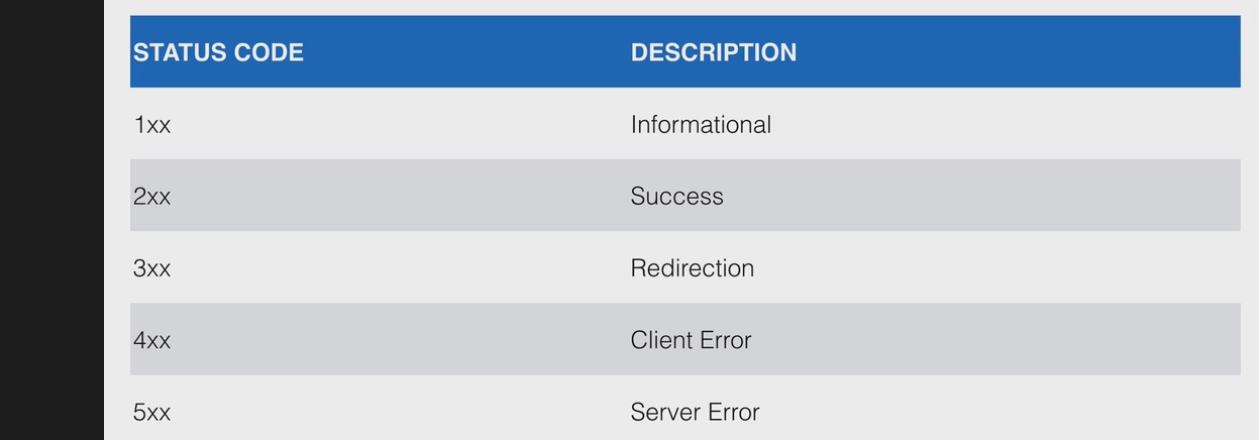 STATUS CODE DESCRIPTION
1xx Informational
2xx Success
3xx Redirection
4xx Client Error
5xx Server Error